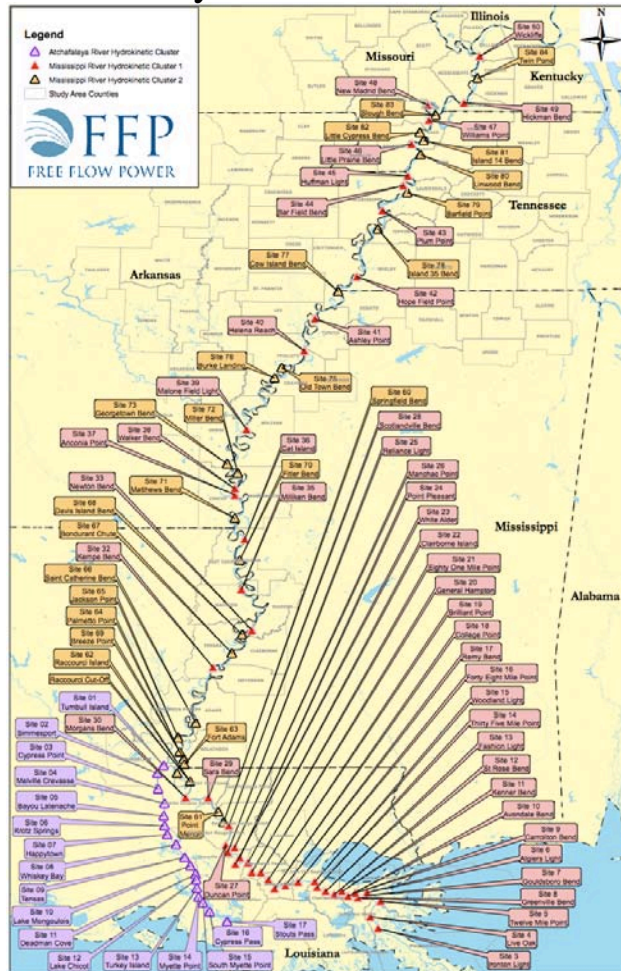 Legend
Atchafalaya River Hydrokinetic Cluster
Mississippi River Hydrokinetic Cluster 1
Mississippi River Hydrokinetic Cluster 2
Study Area Counties
FFP
FREE FLOW POWER
N
Illinois
Missouri
Kentucky
Tennessee
Arkansas
Mississippi
Alabama
Louisiana
Site 50
Wickliffe
Site 84
Twin Pond
Site 48
New Madrid Bend
Site 83
Slough Bend
Site 49
Hickman Bend
Site 47
Williams Point
Site 82
Little Cypress Bend
Site 46
Little Prairie Bend
Site 81
Island 14 Bend
Site 45
Huffman Light
Site 80
Linwood Bend
Site 44
Bar Field Bend
Site 79
Barfield Point
Site 43
Plum Point
Site 78
Island 35 Bend
Site 77
Cow Island Bend
Site 42
Hope Field Point
Site 40
Helena Reach
Site 41
Ashley Point
Site 76
Burke Landing
Site 75
Old Town Bend
Site 39
Malone Field Light
Site 73
Georgetown Bend
Site 72
Miller Bend
Site 38
Walker Bend
Site 37
Anconia Point
Site 36
Cat Island
Site 70
Filter Bend
Site 35
Milliken Bend
Site 71
Matthews Bend
Site 33
Newton Bend
Site 68
Davis Island Bend
Site 67
Bondurant Chute
Site 32
Kempe Bend
Site 66
Saint Catherine Bend
Site 65
Jackson Point
Site 64
Palmetto Point
Site 69
Breeze Point
Site 62
Raccourci Island
Raccourci Cut-Off
Site 63
Fort Adams
Site 30
Morgans Bend
Site 29
Sara Bend
Site 61
Point
Menoir
Site 27
Duncan Point
Site 60
Springfield Bend
Site 28
Scotlandville Bend
Site 25
Reliance Light
Site 26
Manchac Point
Site 24
Point Pleasant
Site 23
White Alder
Site 22
Claiborne Island
Site 21
Eighty One Mile Point
Site 20
General Hampton
Site 19
Brilliant Point
Site 18
College Point
Site 17
Remy Bend
Site 16
Forty Eight Mile Point
Site 15
Woodland Light
Site 14
Thirty Five Mile Point
Site 13
Fashion Light
Site 12
St Rose Bend
Site 11
Kenner Bend
Site 10
Avondale Bend
Site 9
Carrollton Bend
Site 6
Algiers Light
Site 7
Gouldsboro Bend
Site 8
Greenville Bend
Site 5
Twelve Mile Point
Site 4
Live Oak
Site 3
Ironton Light
Site 01
Turnbull Island
Site 02
Simmesport
Site 03
Cypress Point
Site 04
Melville Crevasse
Site 05
Bayou Latenache
Site 06
Krotz Springs
Site 07
Happytown
Site 08
Whiskey Bay
Site 09
Tensas
Site 10
Lake Mongoulois
Site 11
Deadman Cove
Site 12
Lake Chicot
Site 13
Turkey Island
Site 14
Myette Point
Site 15
South Myette Point
Site 16
Cypress Pass
Site 17
Stouts Pass